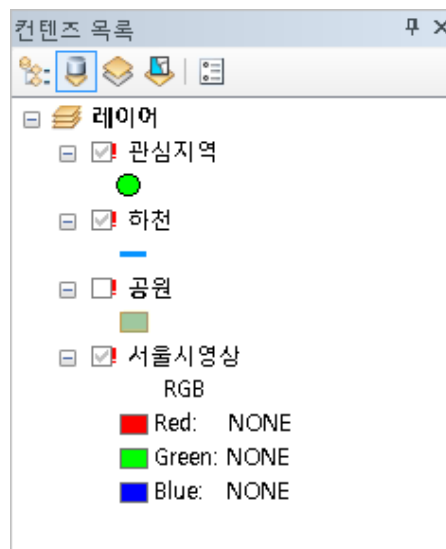 컨텐즈 목록
레이어
관심지역
하천
공원
서울시영상
RGB
Red: NONE
Green: NONE
Blue: NONE